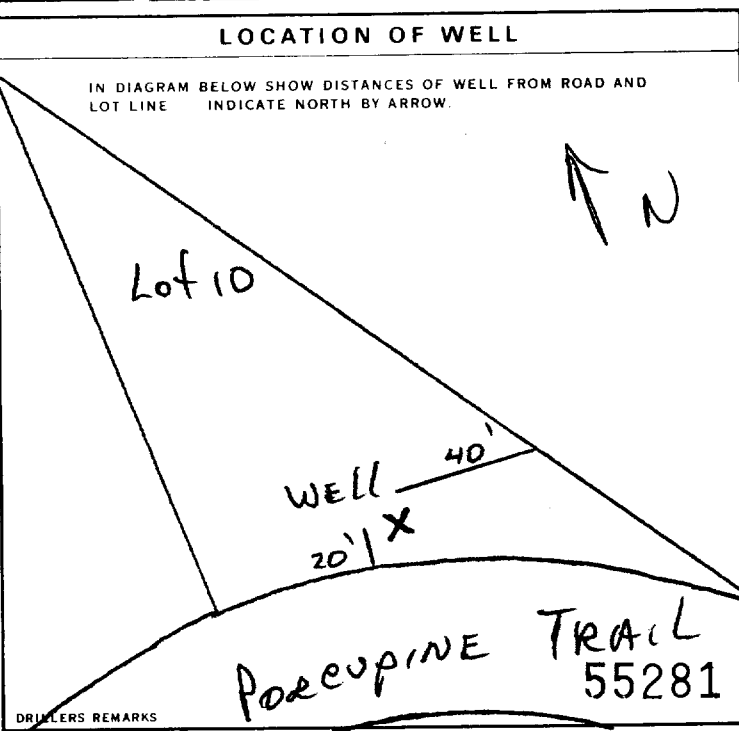 LOCATION OF WELL
IN DIAGRAM BELOW SHOW DISTANCES OF WELL FROM ROAD AND
LOT LINE INDICATE NORTH BY ARROW.
N
Lot 10
40'
WELL
X
20'
PORCUPINE TRAIL
55281
DRILLERS REMARKS